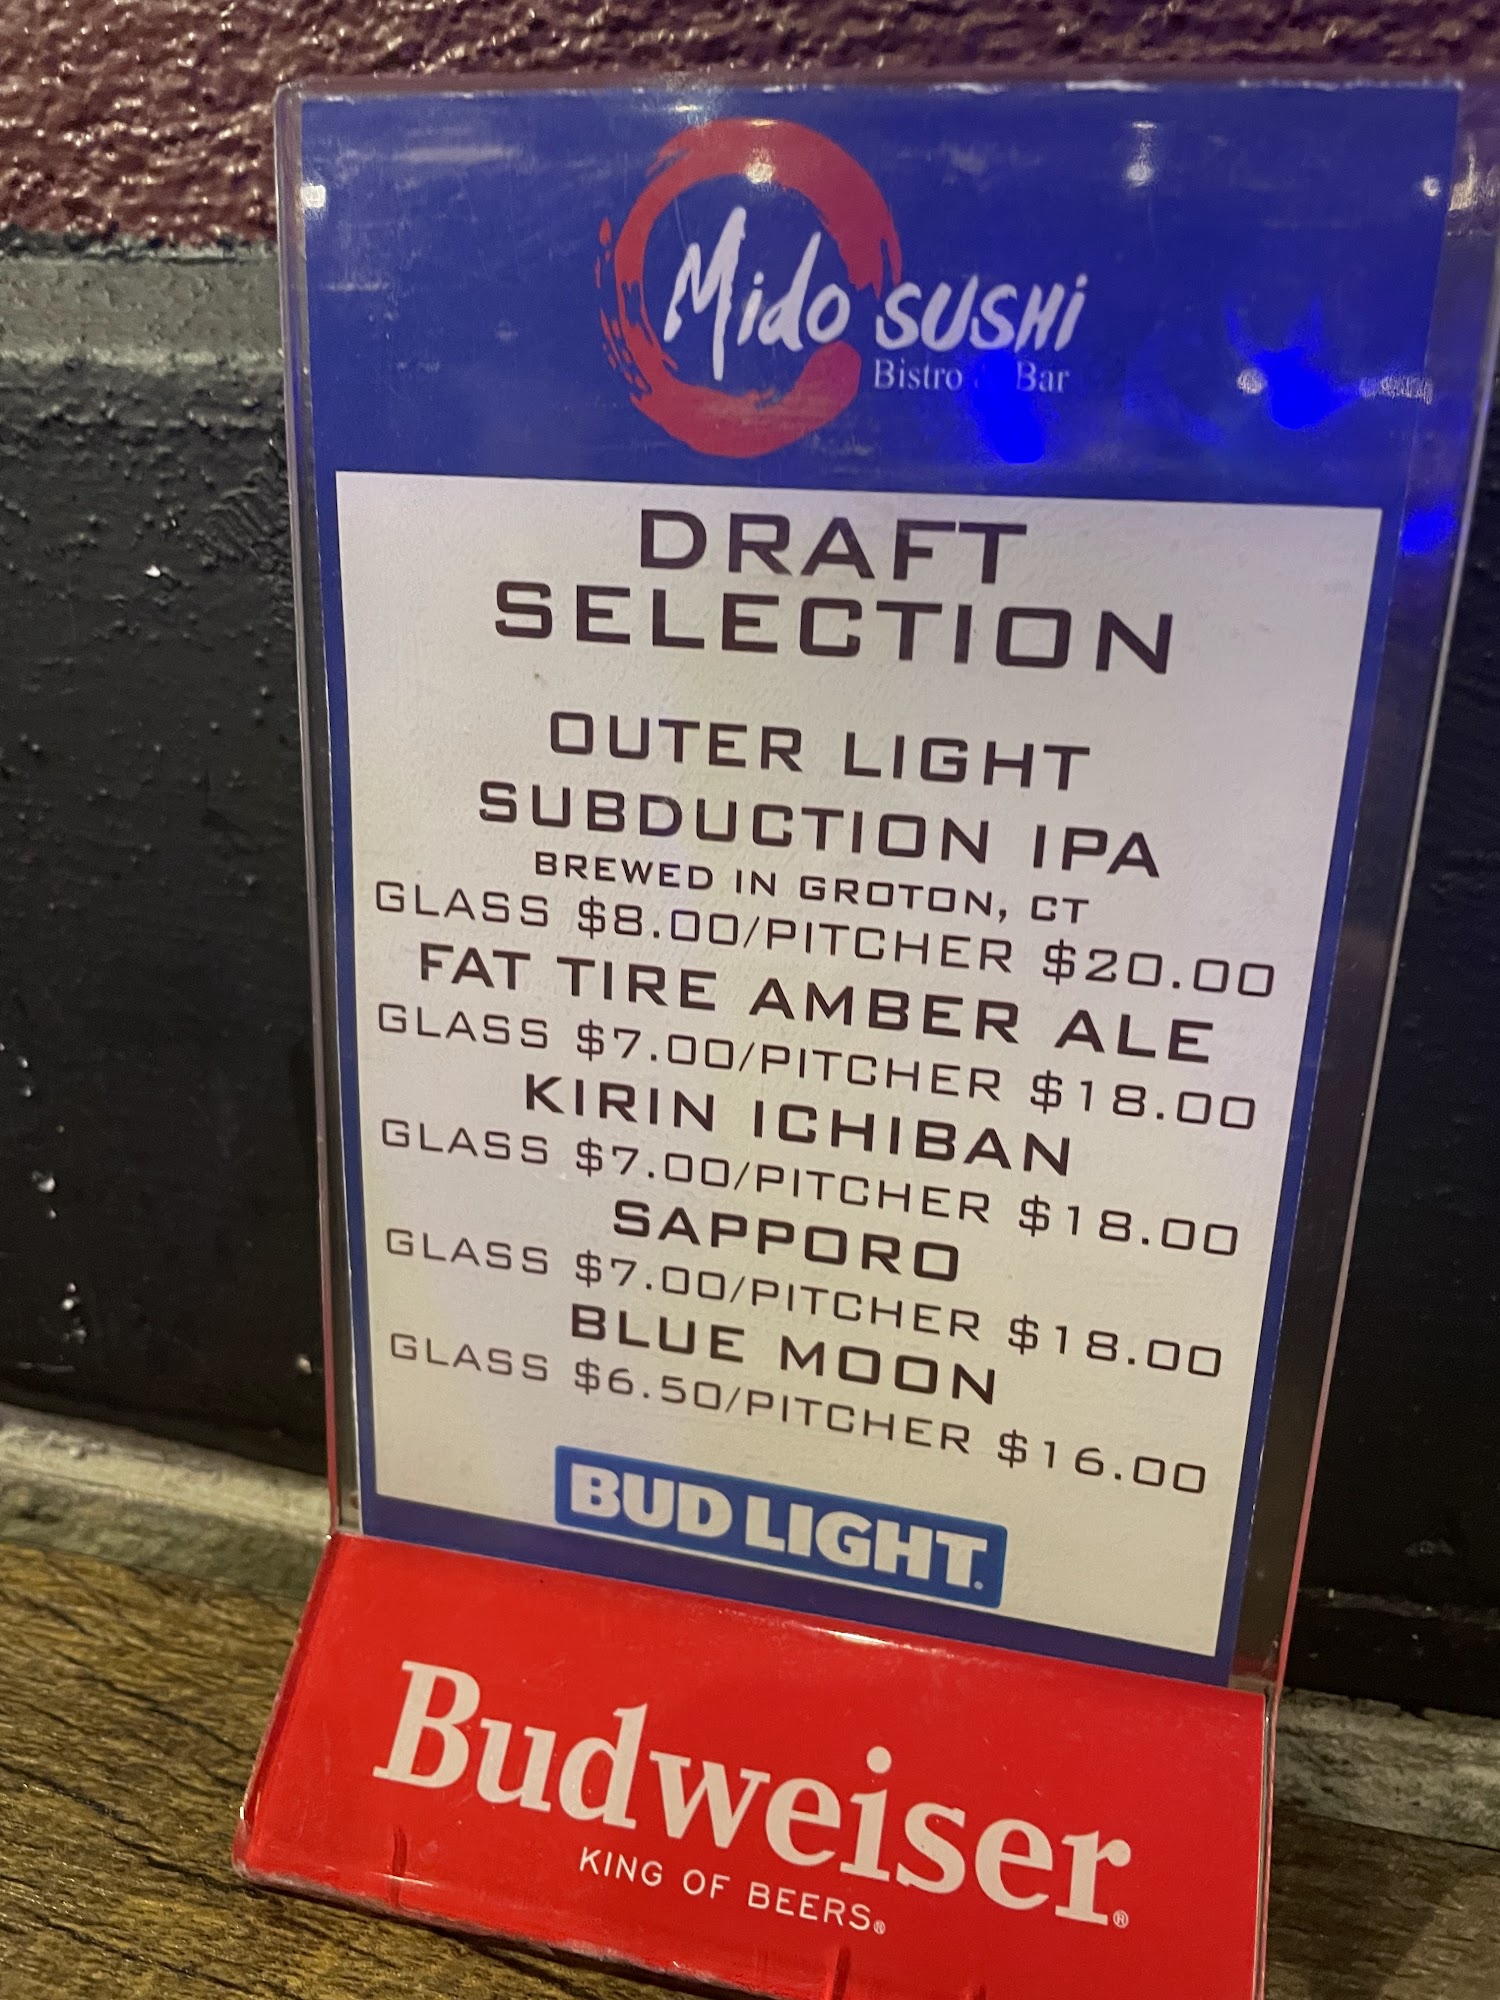 Mido SUSHi
Bistro & Bar
DRAFT
SELECTION
OUTER LIGHT
SUBDUCTION IPA
BREWED IN GROTON, CT
GLASS $8.00/PITCHER $20.00
FAT TIRE AMBER ALE
GLASS $7.00/PITCHER $18.00
KIRIN ICHIBAN
GLASS $7.00/PITCHER $18.00
SAPPORO
GLASS $7.00/PITCHER $18.00
BLUE MOON
GLASS $6.50/PITCHER $16.00
BUD LIGHT.
Budweiser®
KING OF BEERS®